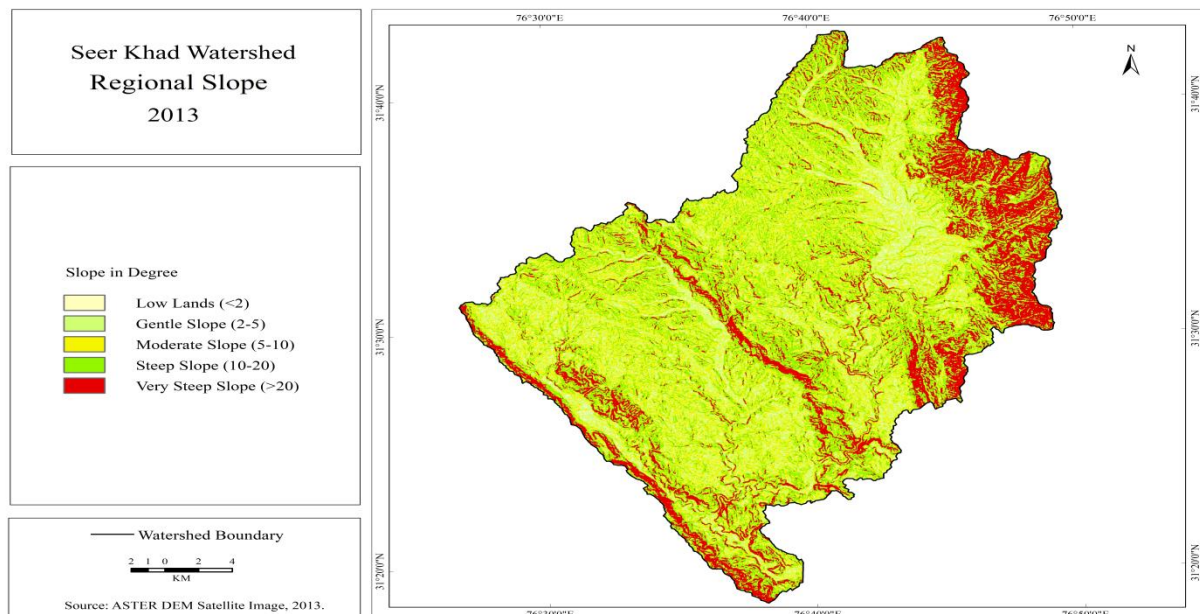 Seer Khad Watershed
Regional Slope
2013
Slope in Degree
Low Lands (<2)
Gentle Slope (2-5)
Moderate Slope (5-10)
Steep Slope (10-20)
Very Steep Slope (>20)
Watershed Boundary
2 1 0 2 4
KM
Source: ASTER DEM Satellite Image, 2013.
76°30'0"E 76°40'0"E 76°50'0"E
N
31°40'0"N 31°40'0"N
31°30'0"N 31°30'0"N
31°20'0"N 31°20'0"N